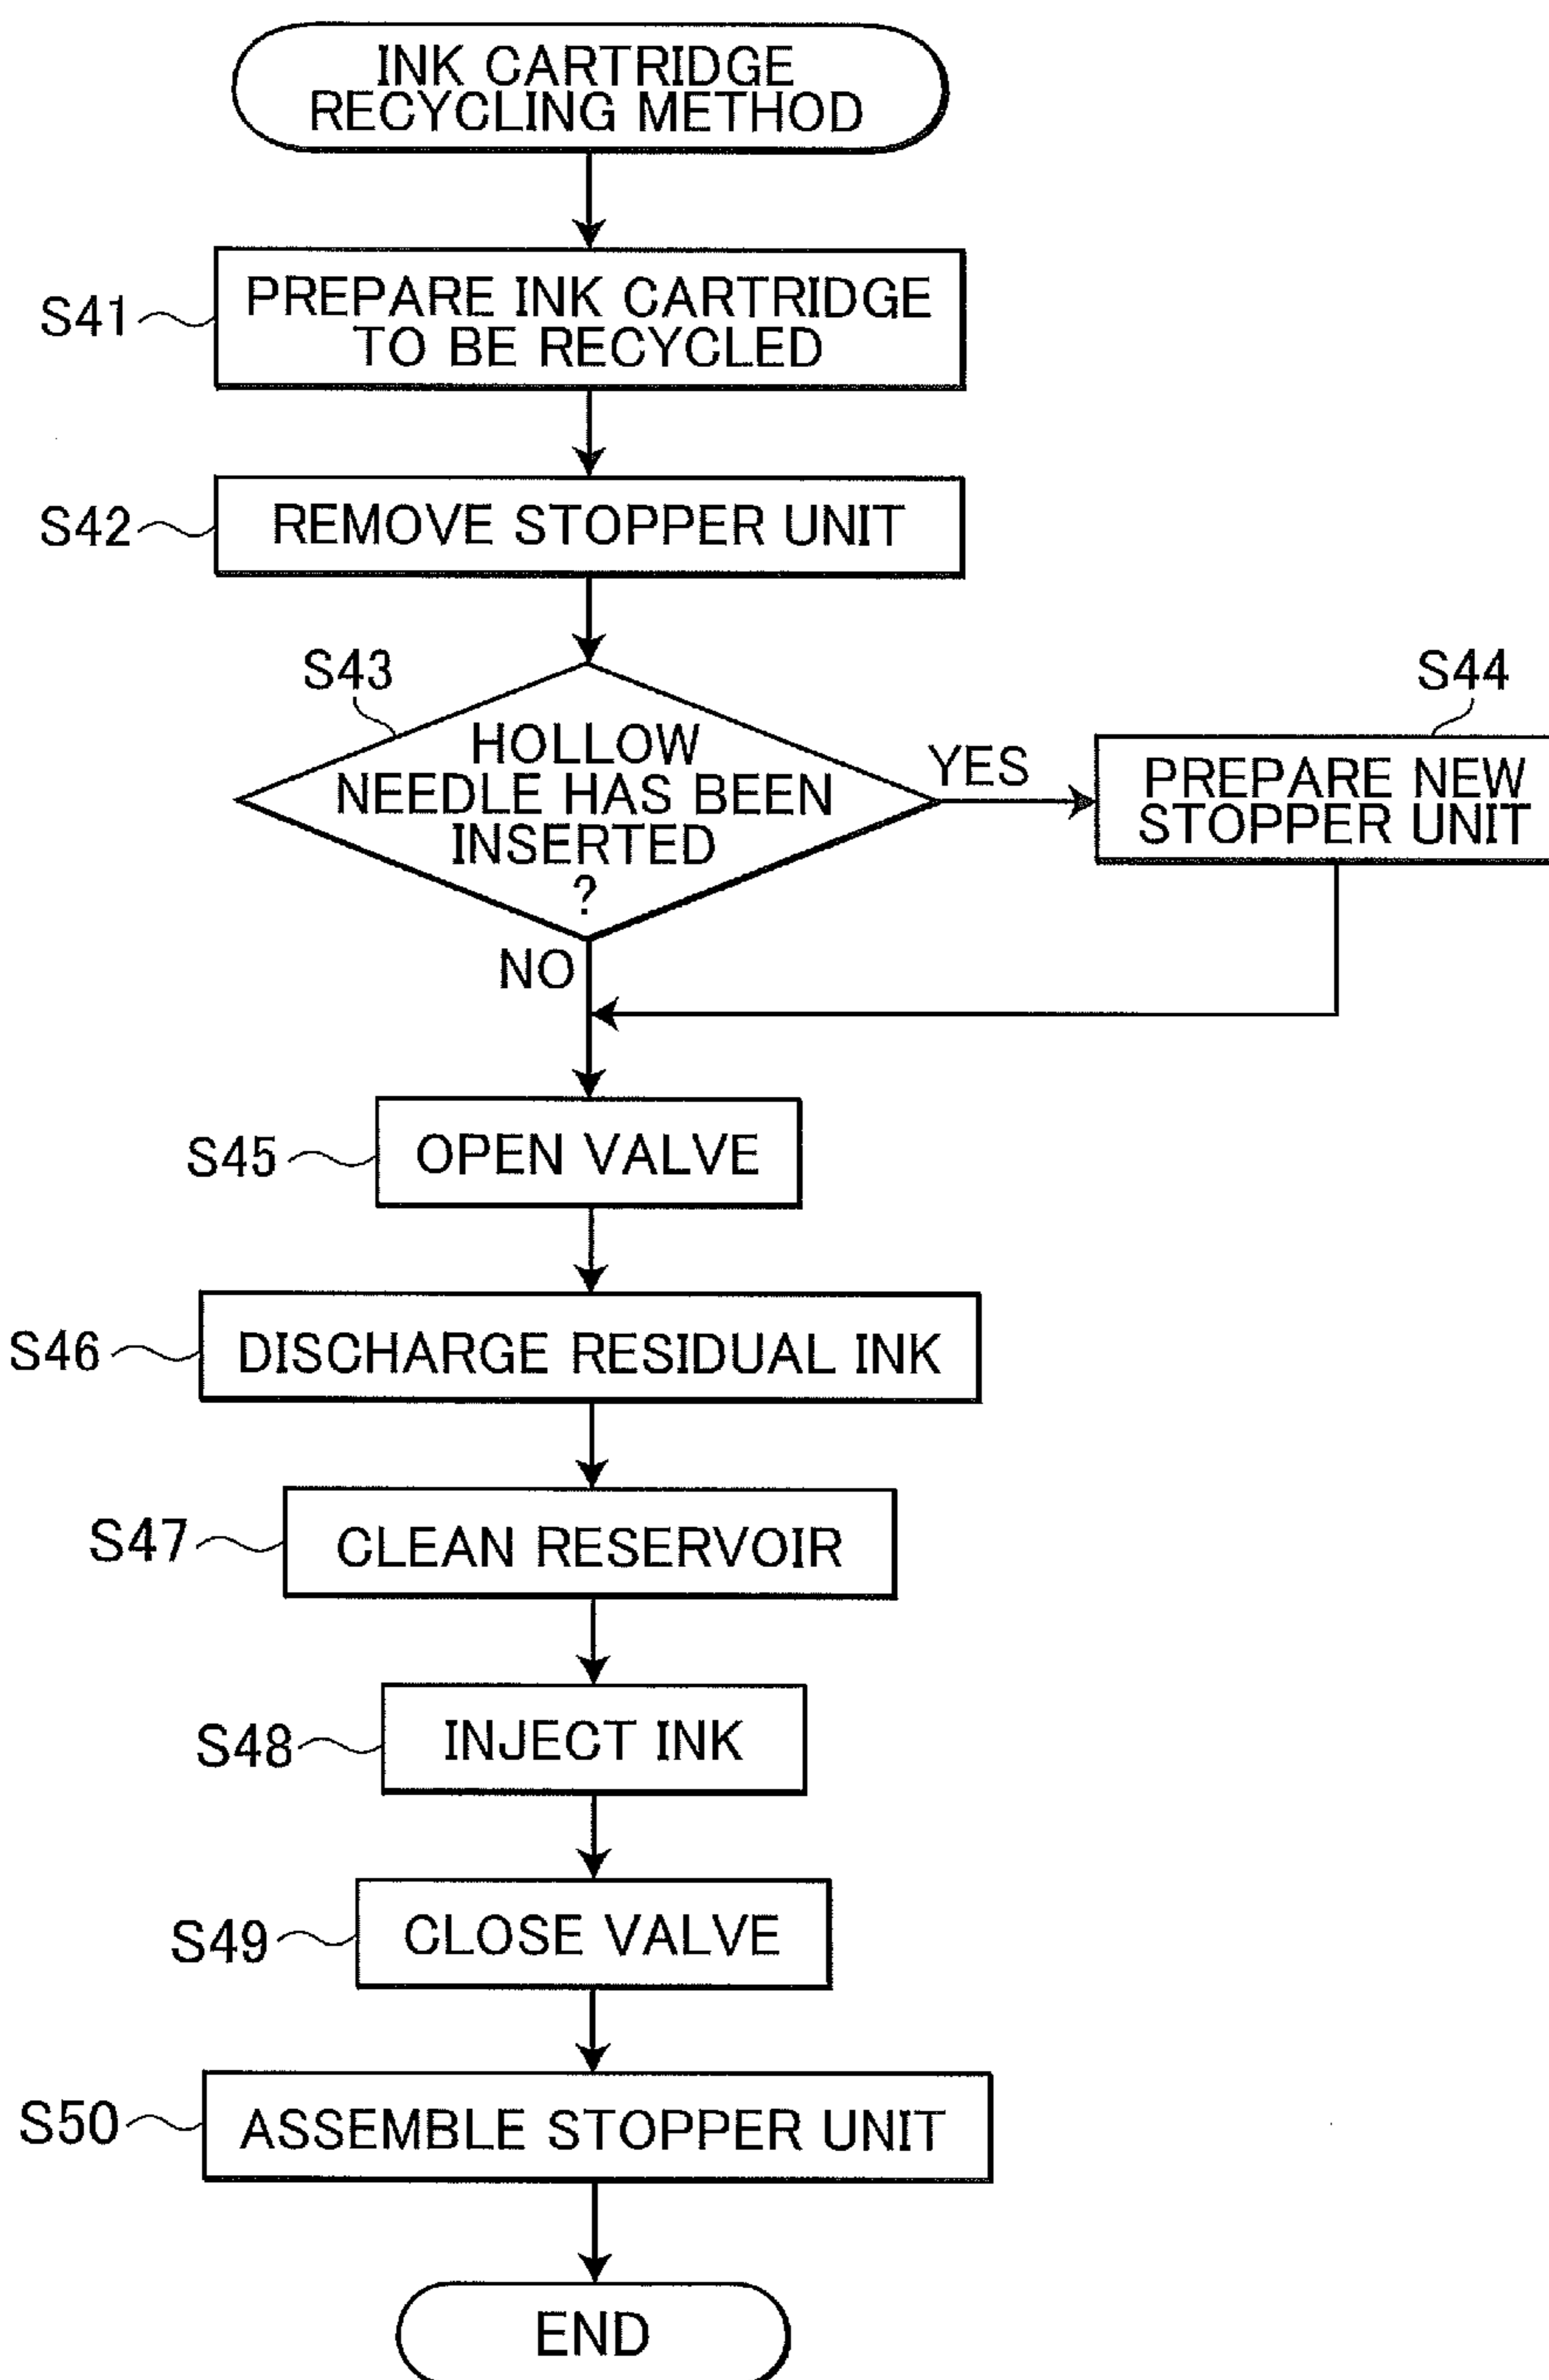 INK CARTRIDGE
RECYCLING METHOD
S41
PREPARE INK CARTRIDGE
TO BE RECYCLED
S42
REMOVE STOPPER UNIT
S43
HOLLOW
NEEDLE HAS BEEN
INSERTED
?
YES
S44
PREPARE NEW
STOPPER UNIT
NO
S45
OPEN VALVE
S46
DISCHARGE RESIDUAL INK
S47
CLEAN RESERVOIR
S48
INJECT INK
S49
CLOSE VALVE
S50
ASSEMBLE STOPPER UNIT
END